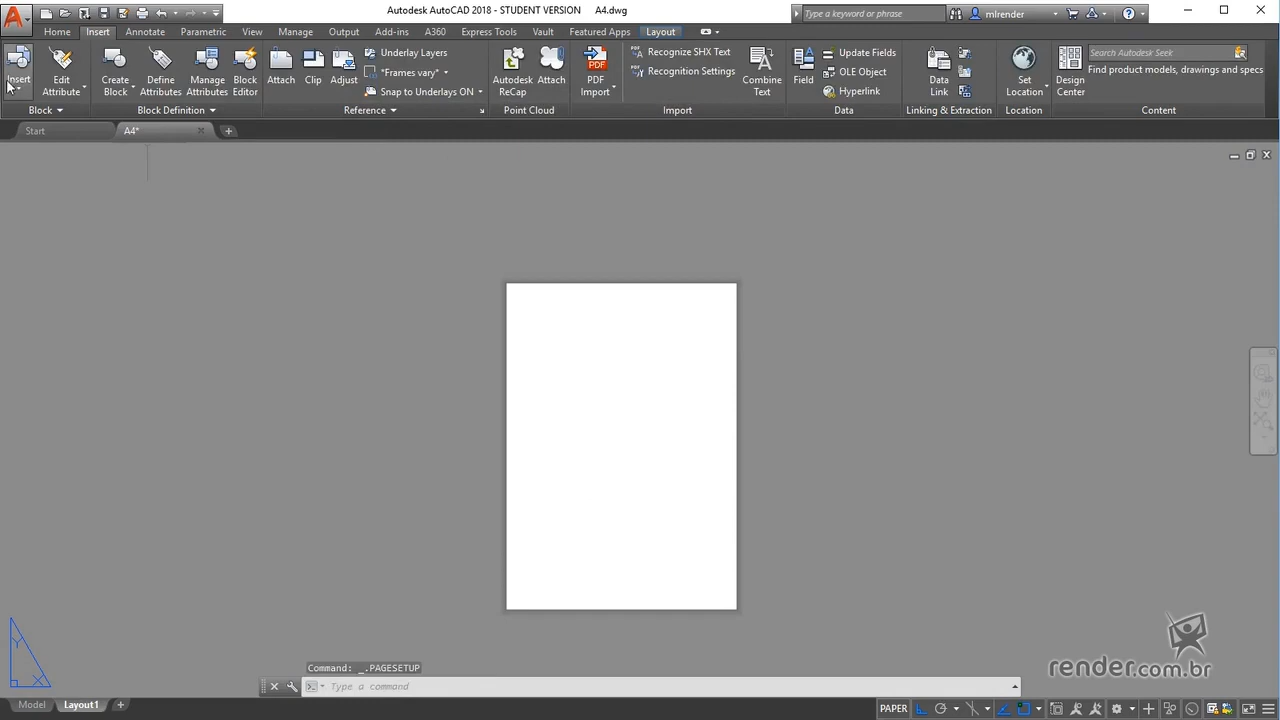 Autodesk AutoCAD 2018 - STUDENT VERSION A4.dwg
Type a keyword or phrase
mlrender
Home Insert Annotate Parametric View Manage Output Add-ins A360 Express Tools Vault Featured Apps Layout
Insert
Edit Attribute
Create Block
Define Attributes
Manage Attributes
Block Editor
Attach
Clip
Adjust
Underlay Layers
*Frames vary*
Snap to Underlays ON
Autodesk ReCap
Attach
PDF Import
Recognize SHX Text
Recognition Settings
Combine Text
Field
Update Fields
OLE Object
Hyperlink
Data Link
Set Location
Design Center
Search Autodesk Seek
Find product models, drawings and specs
Block Block Definition Reference Point Cloud Import Data Linking & Extraction Location Content
Start A4*
Y
X
render.com.br
Command: _.PAGESETUP
Type a command
Model Layout1 PAPER